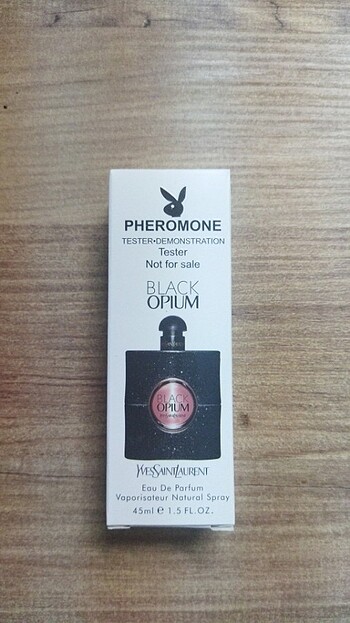 PHEROMONE
TESTER•DEMONSTRATION
Tester
Not for sale
BLACK
OPIUM
BLACK
OPIUM
YVESSAINTLAURENT
Eau De Parfum
Vaporisateur Natural Spray
45ml e 1.5 FL.OZ.